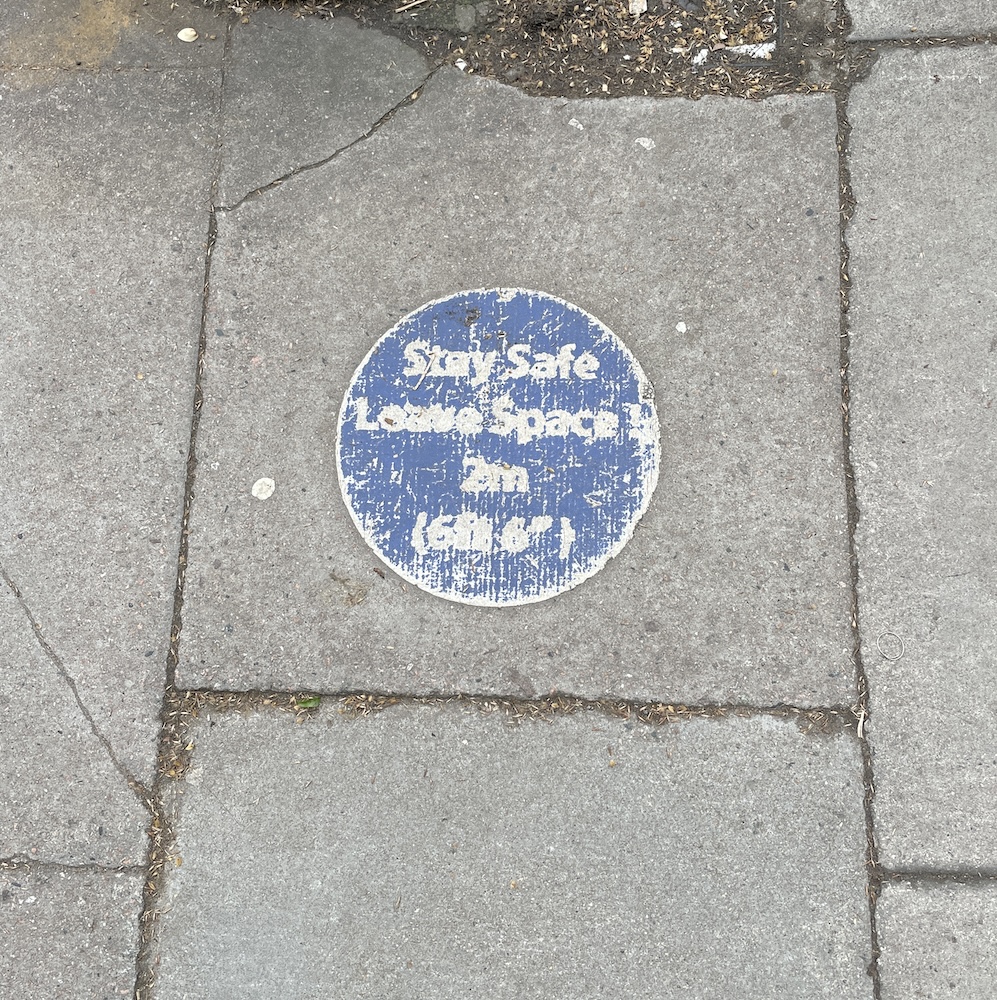 Stay Safe
Leave Space !!
2m
(6ft 6")